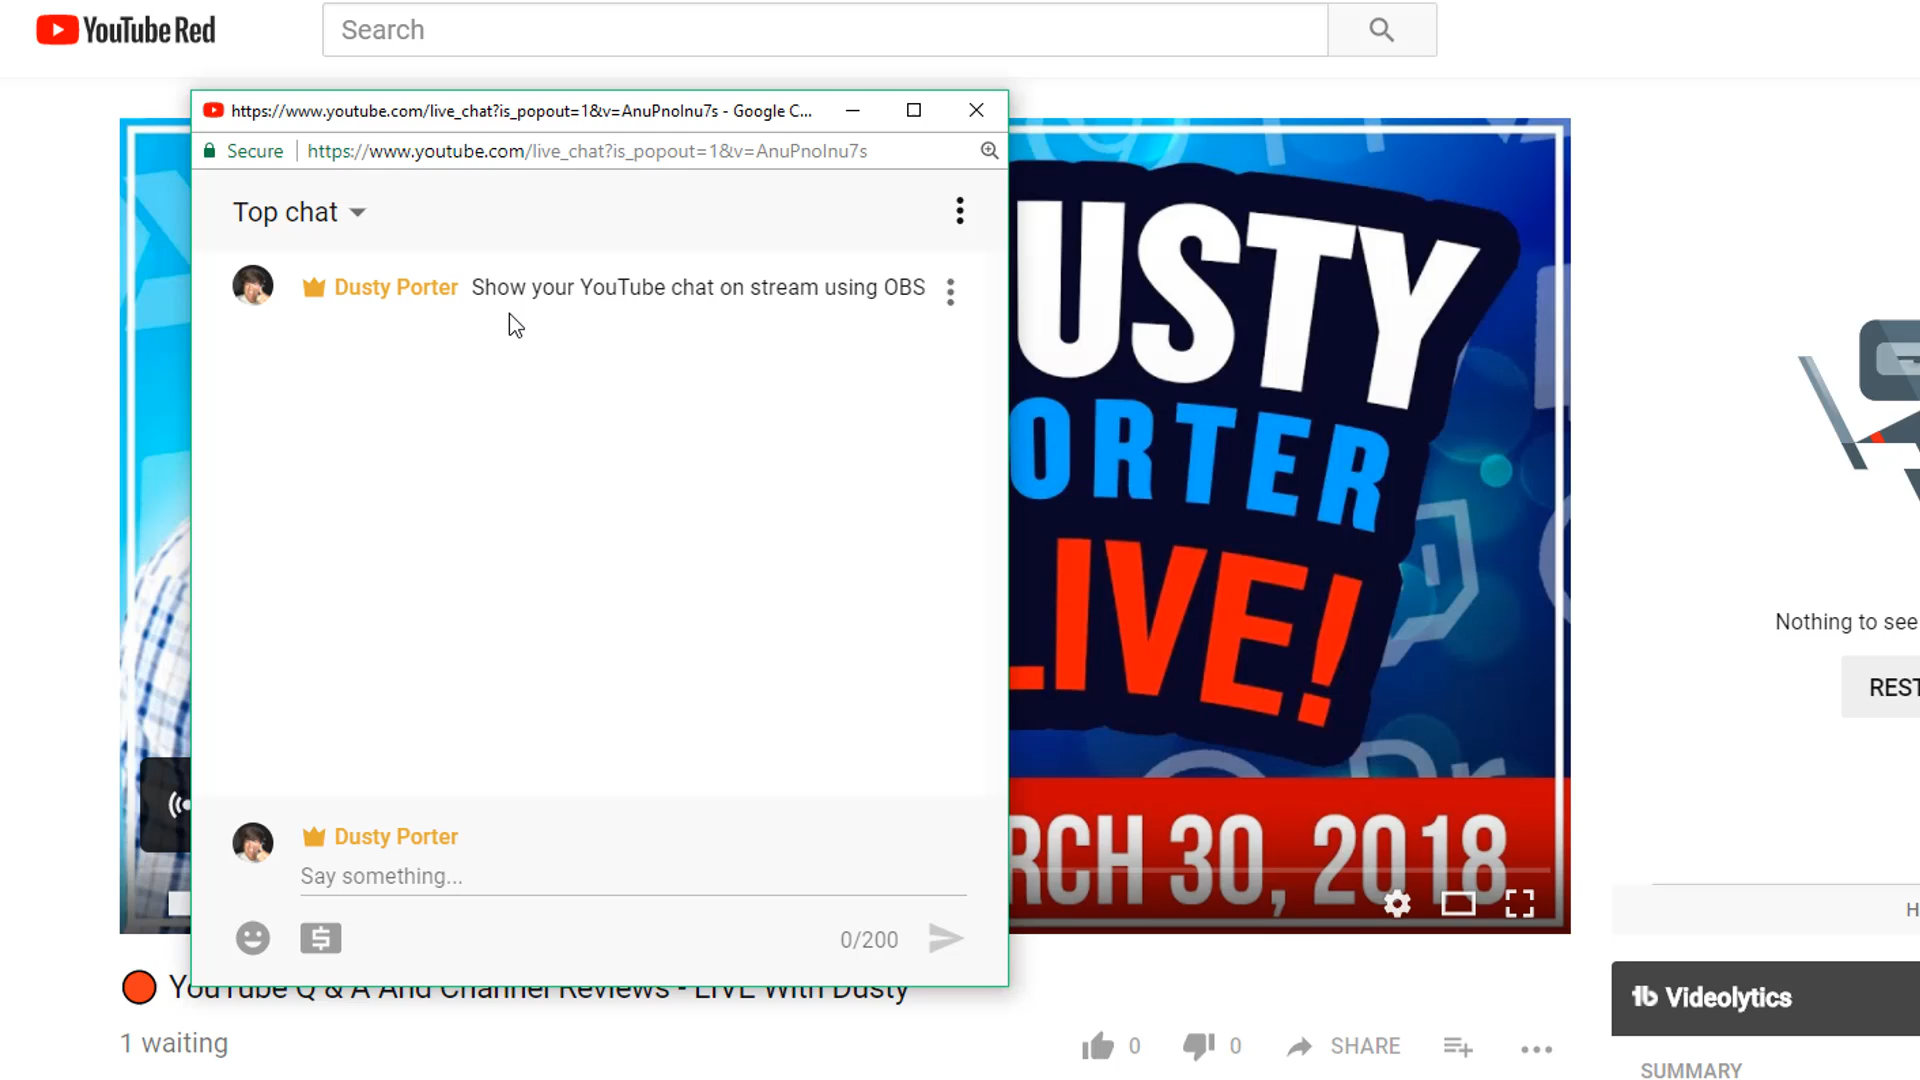 YouTube Red
Search
https://www.youtube.com/live_chat?is_popout=1&v=AnuPnoInu7s - Google C...
Secure
https://www.youtube.com/live_chat?is_popout=1&v=AnuPnoInu7s
Top chat
Dusty Porter Show your YouTube chat on stream using OBS
USTY
ORTER
LIVE!
RCH 30, 2018
Dusty Porter
Say something...
0/200
Nothing to see
REST
H
YouTube Q & A And Channel Reviews - LIVE With Dusty
1 waiting
0
0
SHARE
Videolytics
SUMMARY